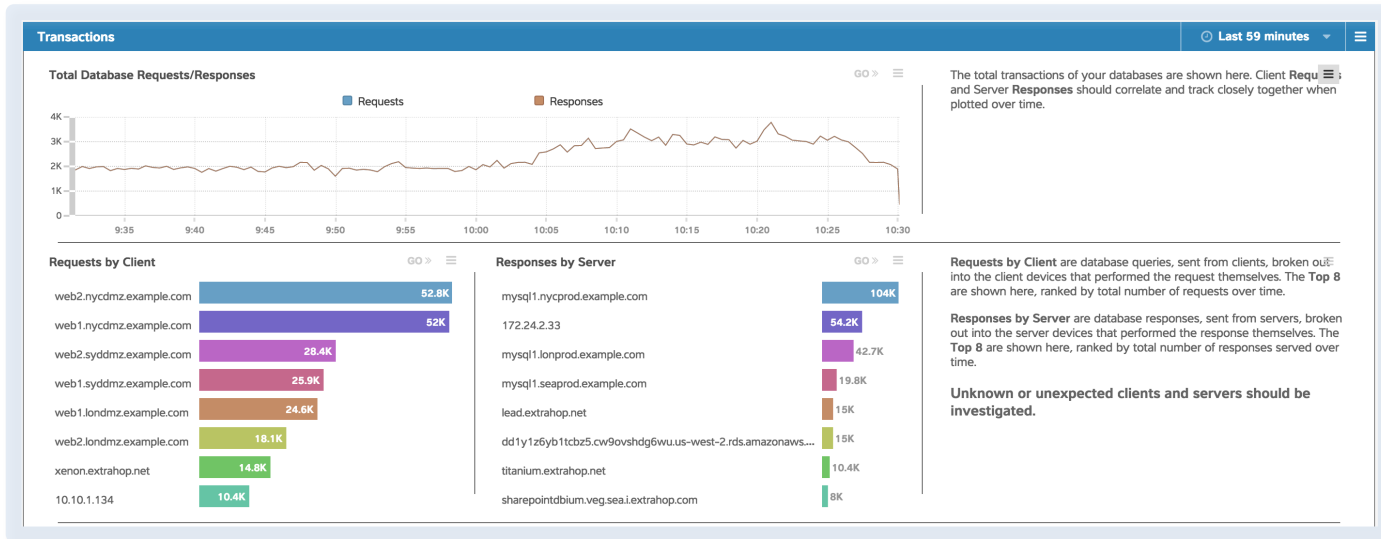 Transactions
Last 59 minutes
Total Database Requests/Responses
GO »
Requests
Responses
4K
3K
2K
1K
0
9:35 9:40 9:45 9:50 9:55 10:00 10:05 10:10 10:15 10:20 10:25 10:30
The total transactions of your databases are shown here. Client
and Server Responses should correlate and track closely together when
plotted over time.
Requests by Client
GO »
web2.nycdmz.example.com 52.8K
web1.nycdmz.example.com 52K
web2.syddmz.example.com 28.4K
web1.syddmz.example.com 25.9K
web1.londmz.example.com 24.6K
web2.londmz.example.com 18.1K
xenon.extrahop.net 14.8K
10.10.1.134 10.4K
Responses by Server
GO »
mysql1.nycprod.example.com 104K
172.24.2.33 54.2K
mysql1.lonprod.example.com 42.7K
mysql1.seaprod.example.com 19.8K
lead.extrahop.net 15K
dd1y1z6yb1tcbz5.cw9ovshdg6wu.us-west-2.rds.amazonaws.... 15K
titanium.extrahop.net 10.4K
sharepointdbium.veg.sea.i.extrahop.com 8K
Requests by Client are database queries, sent from clients, broken out
into the client devices that performed the request themselves. The Top 8
are shown here, ranked by total number of requests over time.
Responses by Server are database responses, sent from servers, broken
out into the server devices that performed the response themselves. The
Top 8 are shown here, ranked by total number of responses served over
time.
Unknown or unexpected clients and servers should be
investigated.